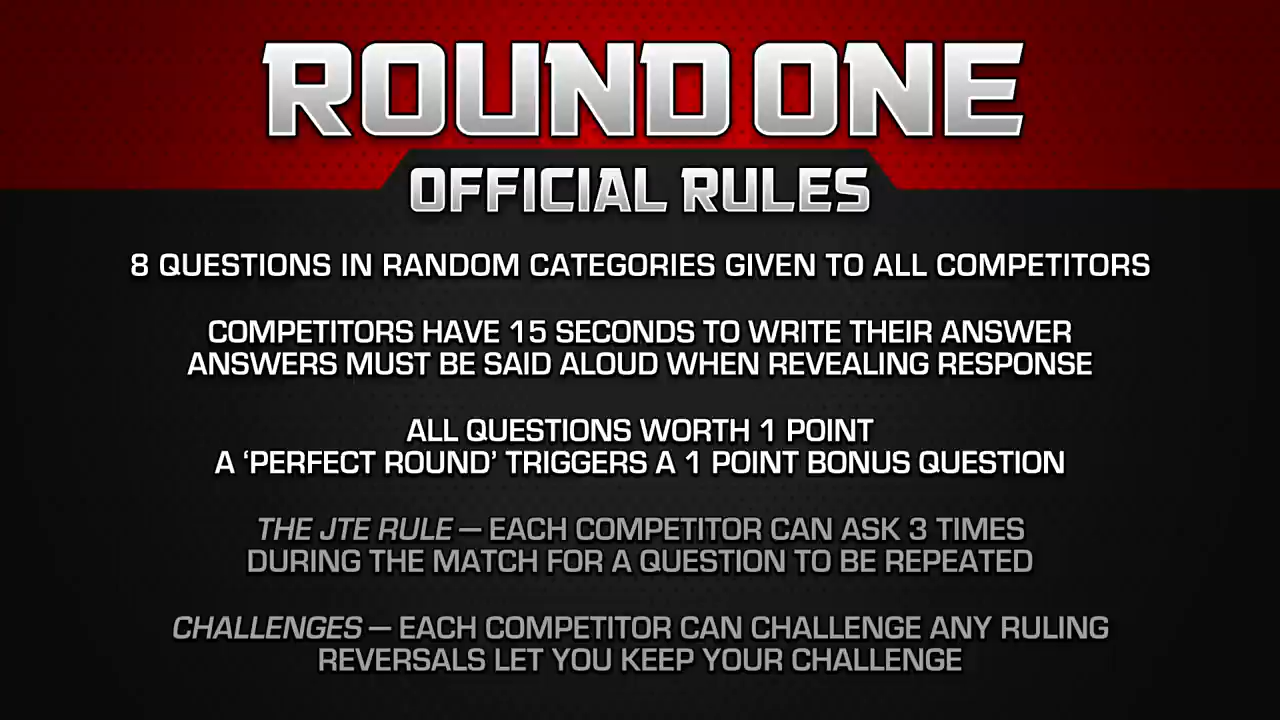 ROUND ONE
OFFICIAL RULES
8 QUESTIONS IN RANDOM CATEGORIES GIVEN TO ALL COMPETITORS
COMPETITORS HAVE 15 SECONDS TO WRITE THEIR ANSWER
ANSWERS MUST BE SAID ALOUD WHEN REVEALING RESPONSE
ALL QUESTIONS WORTH 1 POINT
A ‘PERFECT ROUND’ TRIGGERS A 1 POINT BONUS QUESTION
THE JTE RULE – EACH COMPETITOR CAN ASK 3 TIMES
DURING THE MATCH FOR A QUESTION TO BE REPEATED
CHALLENGES – EACH COMPETITOR CAN CHALLENGE ANY RULING
REVERSALS LET YOU KEEP YOUR CHALLENGE